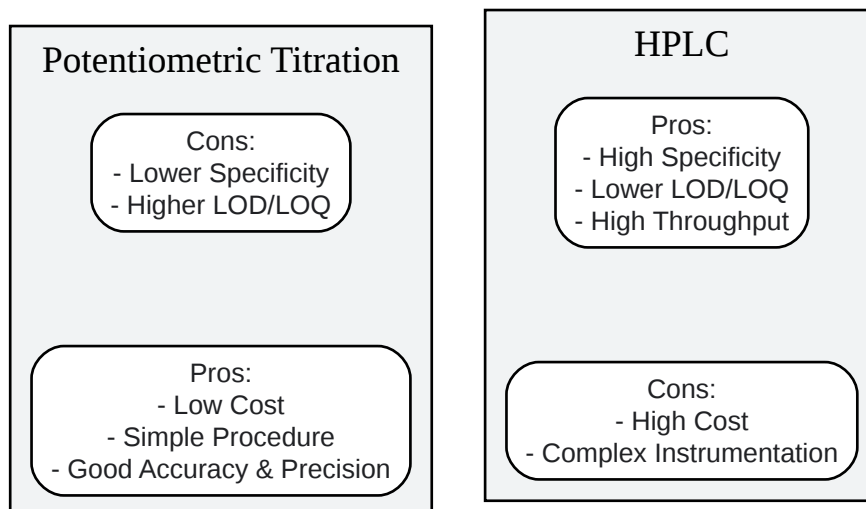 Potentiometric Titration
Cons:
- Lower Specificity
- Higher LOD/LOQ
Pros:
- Low Cost
- Simple Procedure
- Good Accuracy & Precision
HPLC
Pros:
- High Specificity
- Lower LOD/LOQ
- High Throughput
Cons:
- High Cost
- Complex Instrumentation